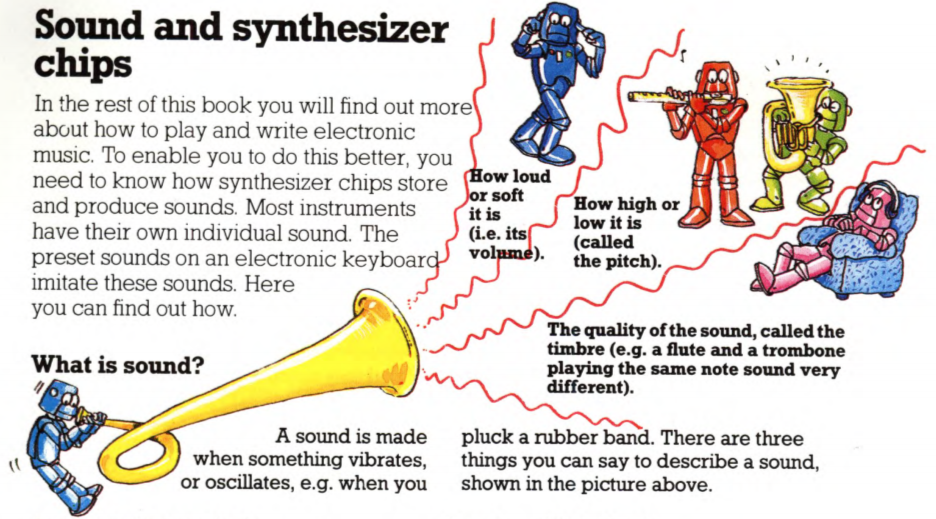 Sound and synthesizer
chips
In the rest of this book you will find out more
about how to play and write electronic
music. To enable you to do this better, you
need to know how synthesizer chips store
and produce sounds. Most instruments
have their own individual sound. The
preset sounds on an electronic keyboard
imitate these sounds. Here
you can find out how.
How loud
or soft
it is
(i.e. its
volume).
How high or
low it is
(called
the pitch).
The quality of the sound, called the
timbre (e.g. a flute and a trombone
playing the same note sound very
different).
What is sound?
A sound is made
when something vibrates,
or oscillates, e.g. when you
pluck a rubber band. There are three
things you can say to describe a sound,
shown in the picture above.